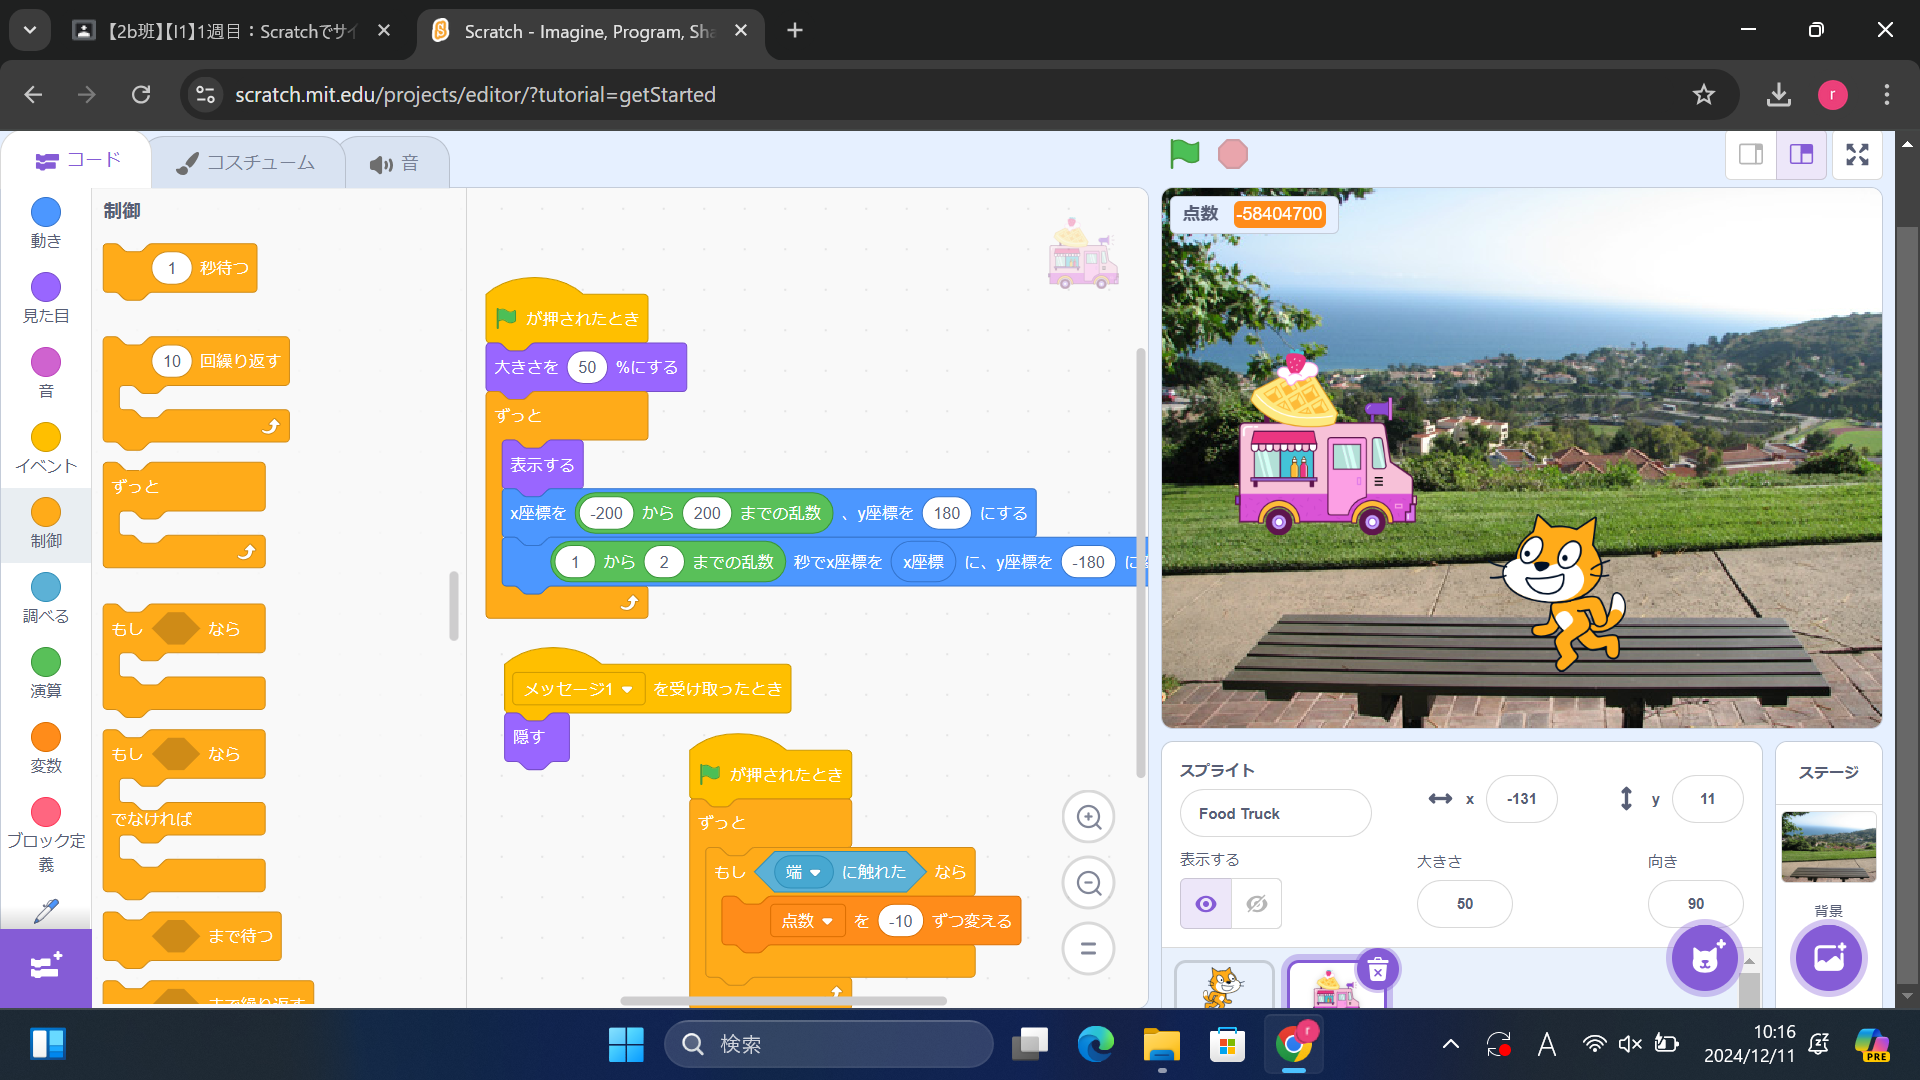 【2b班】【I1】1週目：Scratchでサイ
Scratch - Imagine, Program, Sha
scratch.mit.edu/projects/editor/?tutorial=getStarted
r
コード
コスチューム
音
動き
見た目
音
イベント
制御
調べる
演算
変数
ブロック定
義
制御
1 秒待つ
10 回繰り返す
ずっと
もし なら
もし なら
でなければ
まで待つ
まで繰り返す
が押されたとき
大きさを 50 %にする
ずっと
表示する
x座標を -200 から 200 までの乱数 、y座標を 180 にする
1 から 2 までの乱数 秒でx座標を x座標 に、y座標を -180 に
メッセージ1 を受け取ったとき
隠す
が押されたとき
ずっと
もし 端 に触れた なら
点数 を -10 ずつ変える
点数 -58404700
スプライト
Food Truck
x -131
y 11
表示する
大きさ
50
向き
90
ステージ
背景
検索
A
r
10:16
2024/12/11
PRE